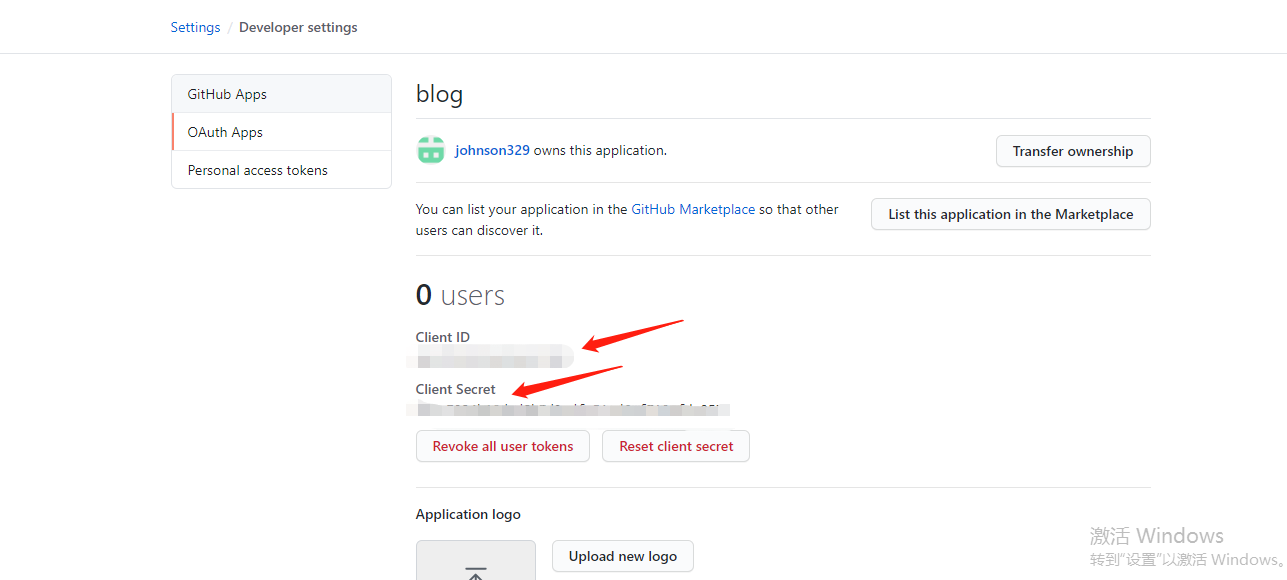 Settings / Developer settings
GitHub Apps
OAuth Apps
Personal access tokens
blog
johnson329 owns this application.
Transfer ownership
You can list your application in the GitHub Marketplace so that other
users can discover it.
List this application in the Marketplace
0 users
Client ID
Client Secret
Revoke all user tokens
Reset client secret
Application logo
Upload new logo
激活 Windows
转到"设置"以激活 Windows。